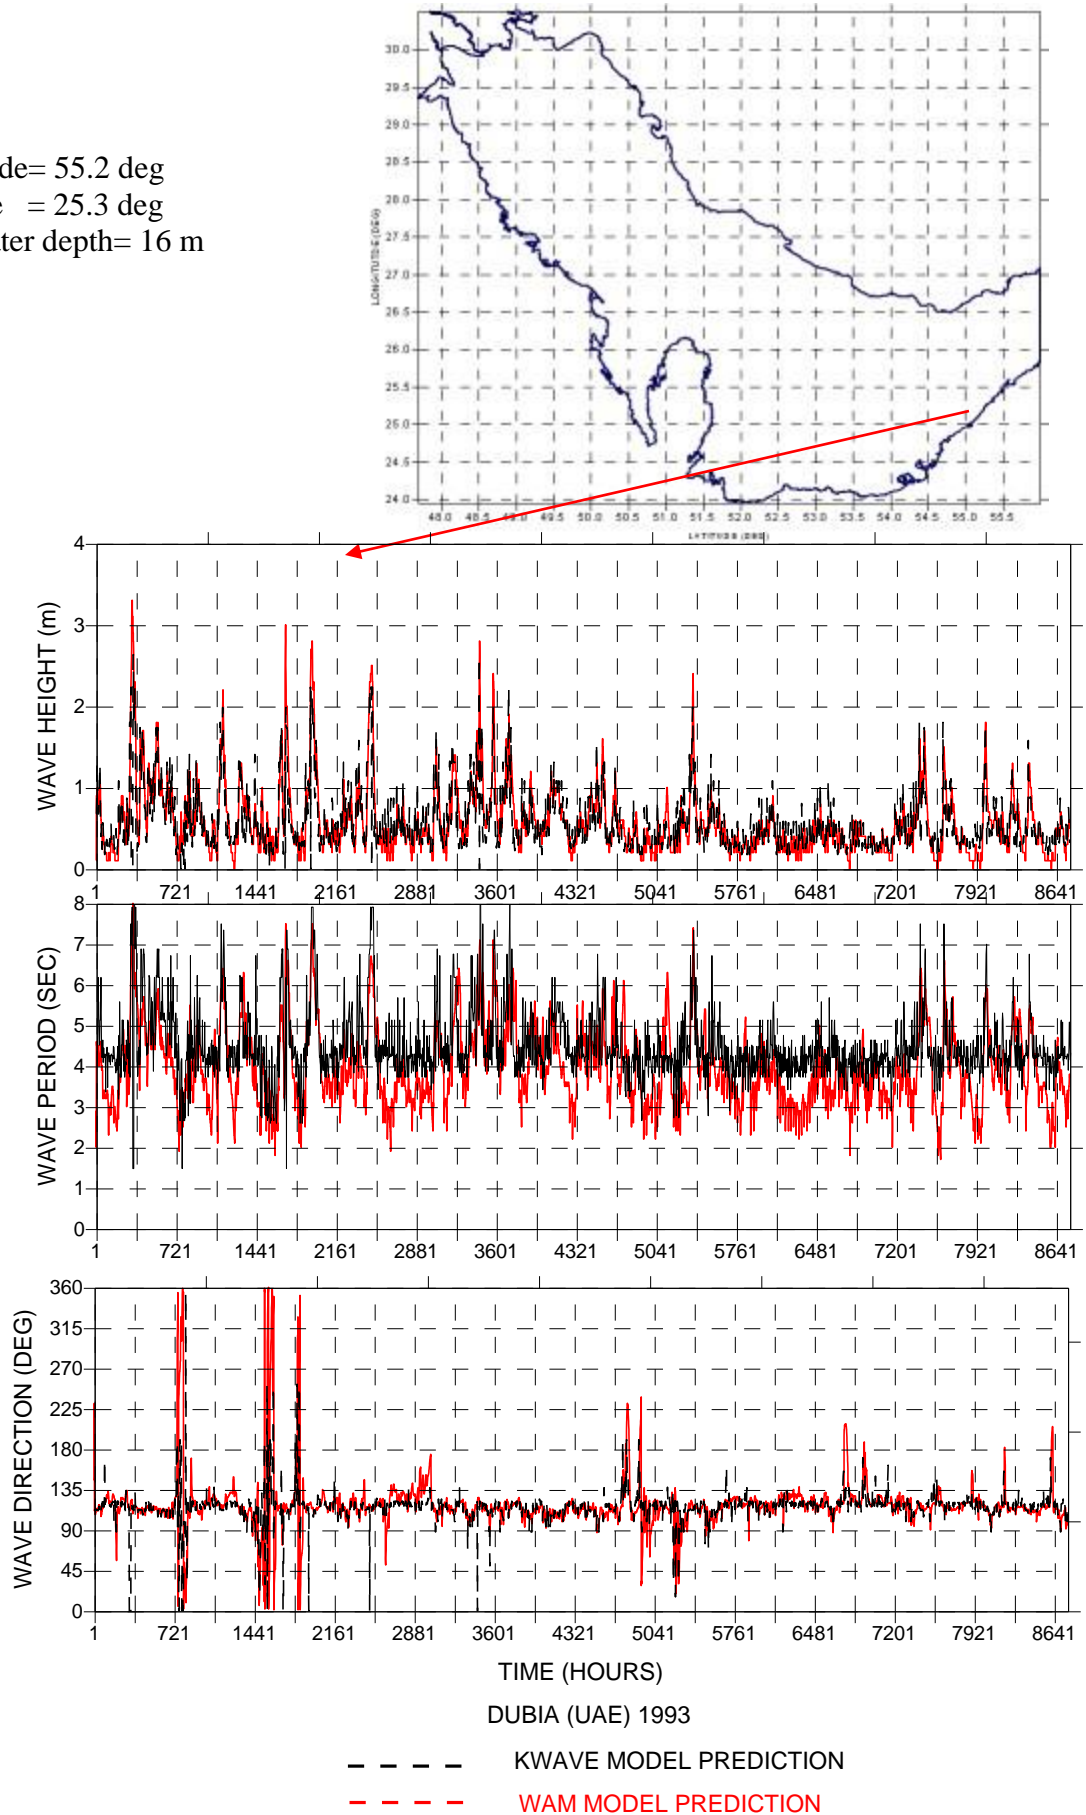 30.0
29.5
29.0
28.5
28.0
27.5
27.0
26.5
26.0
25.5
25.0
24.5
24.0
LONGITUTDE (DEG)
48.0 48.5 49.0 49.5 50.0 50.5 51.0 51.5 52.0 52.5 53.0 53.5 54.0 54.5 55.0 55.5
LATITUDE (DEG)
de= 55.2 deg
e = 25.3 deg
ter depth= 16 m
WAVE HEIGHT (m)
4
3
2
1
0
1 721 1441 2161 2881 3601 4321 5041 5761 6481 7201 7921 8641
WAVE PERIOD (SEC)
8
7
6
5
4
3
2
1
0
1 721 1441 2161 2881 3601 4321 5041 5761 6481 7201 7921 8641
WAVE DIRECTION (DEG)
360
315
270
225
180
135
90
45
0
1 721 1441 2161 2881 3601 4321 5041 5761 6481 7201 7921 8641
TIME (HOURS)
DUBIA (UAE) 1993
KWAVE MODEL PREDICTION
WAM MODEL PREDICTION